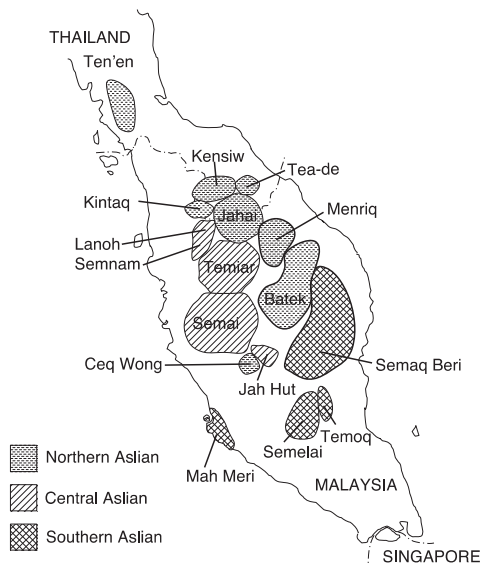 THAILAND
Ten'en
Kensiw
Tea-de
Kintaq
Jahai
Menriq
Lanoh
Semnam
Temiar
Batek
Semai
Ceq Wong
Semaq Beri
Jah Hut
Temoq
Semelai
Mah Meri
Northern Aslian
Central Aslian
Southern Aslian
MALAYSIA
SINGAPORE